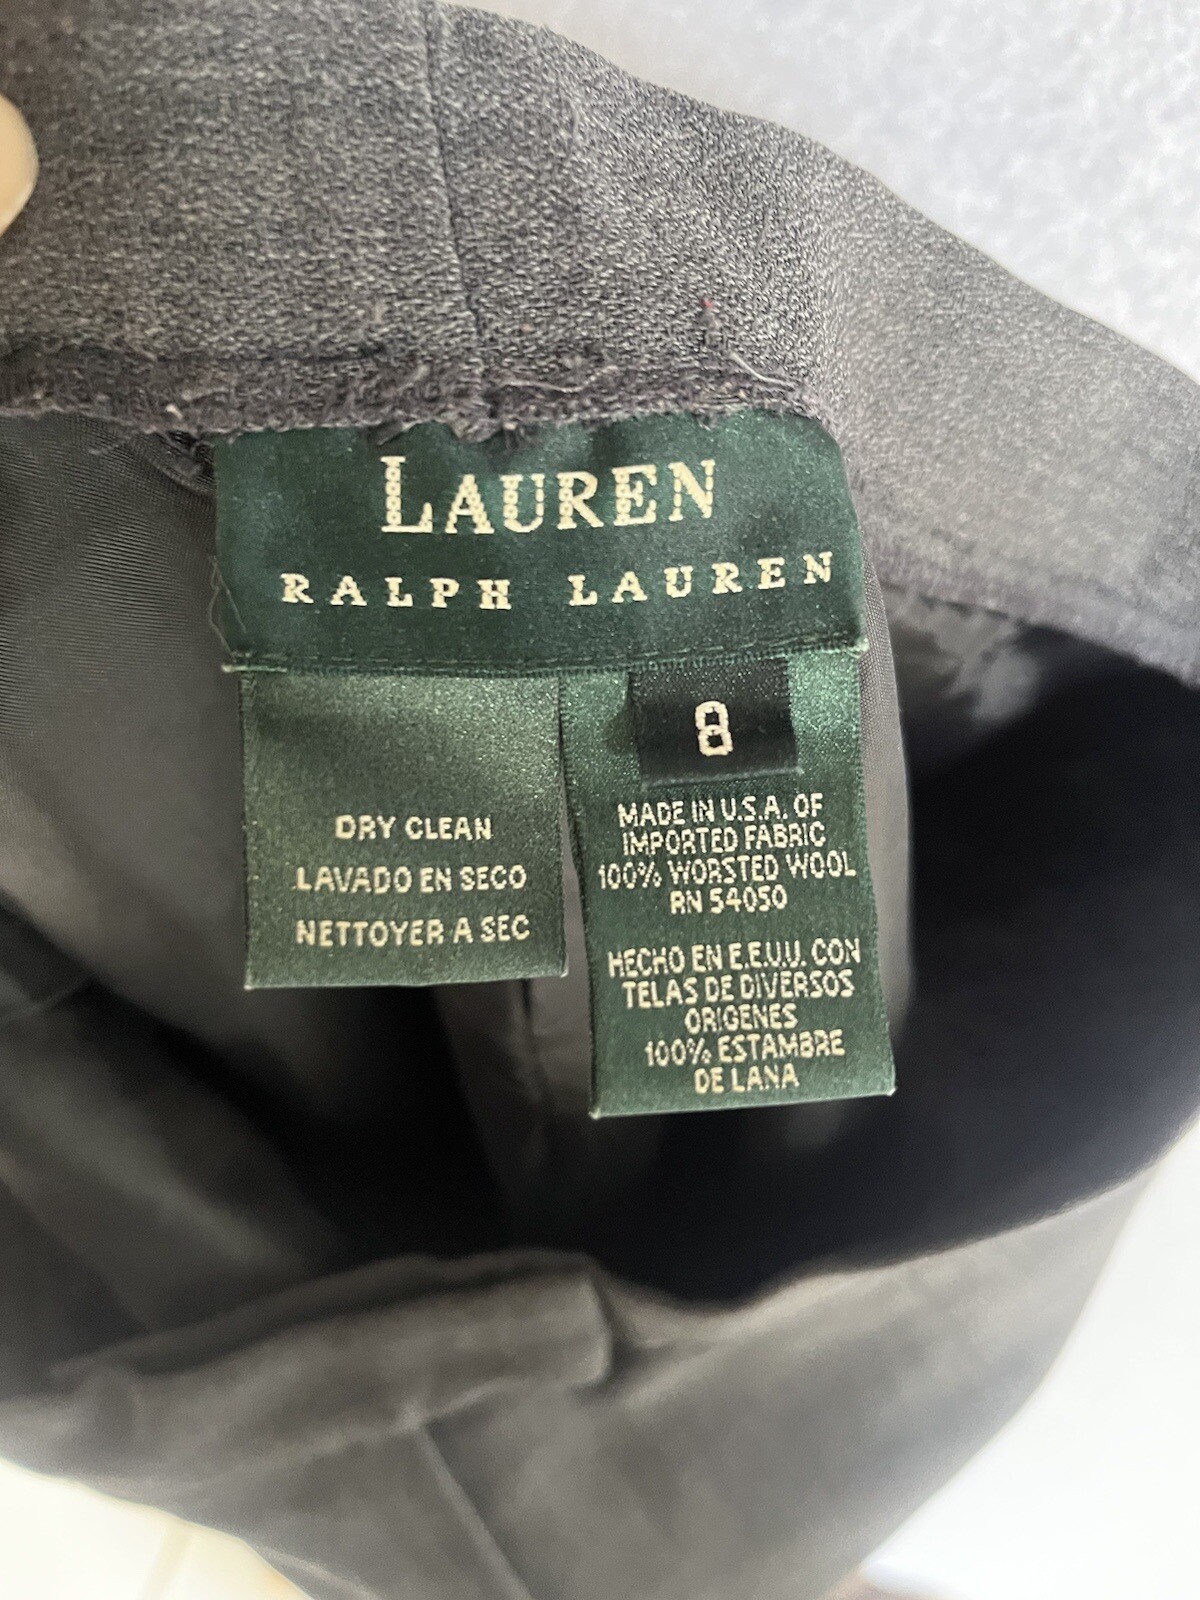 LAUREN
RALPH LAUREN
8
DRY CLEAN
LAVADO EN SECO
NETTOYER A SEC
MADE IN U.S.A. OF
IMPORTED FABRIC
100% WORSTED WOOL
RN 54050
HECHO EN E.E.U.U. CON
TELAS DE DIVERSOS
ORIGENES
100% ESTAMBRE
DE LANA